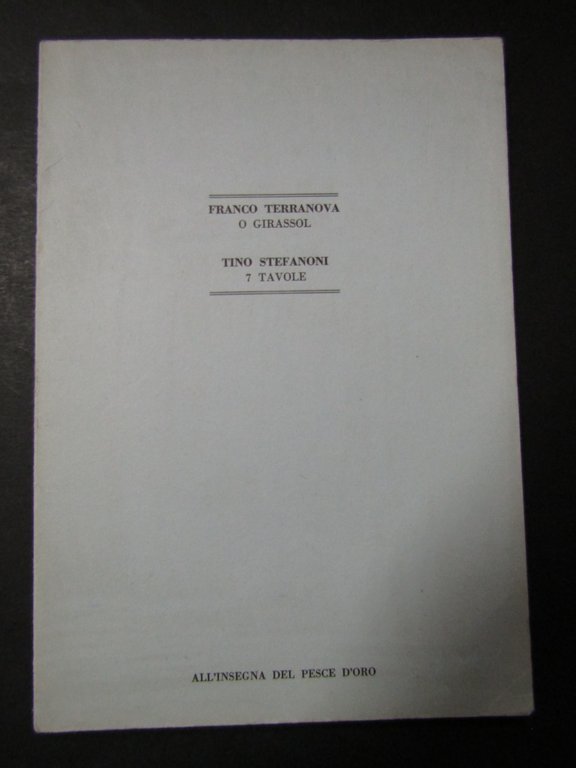 FRANCO TERRANOVA
O GIRASSOL
TINO STEFANONI
7 TAVOLE
ALL'INSEGNA DEL PESCE D'ORO